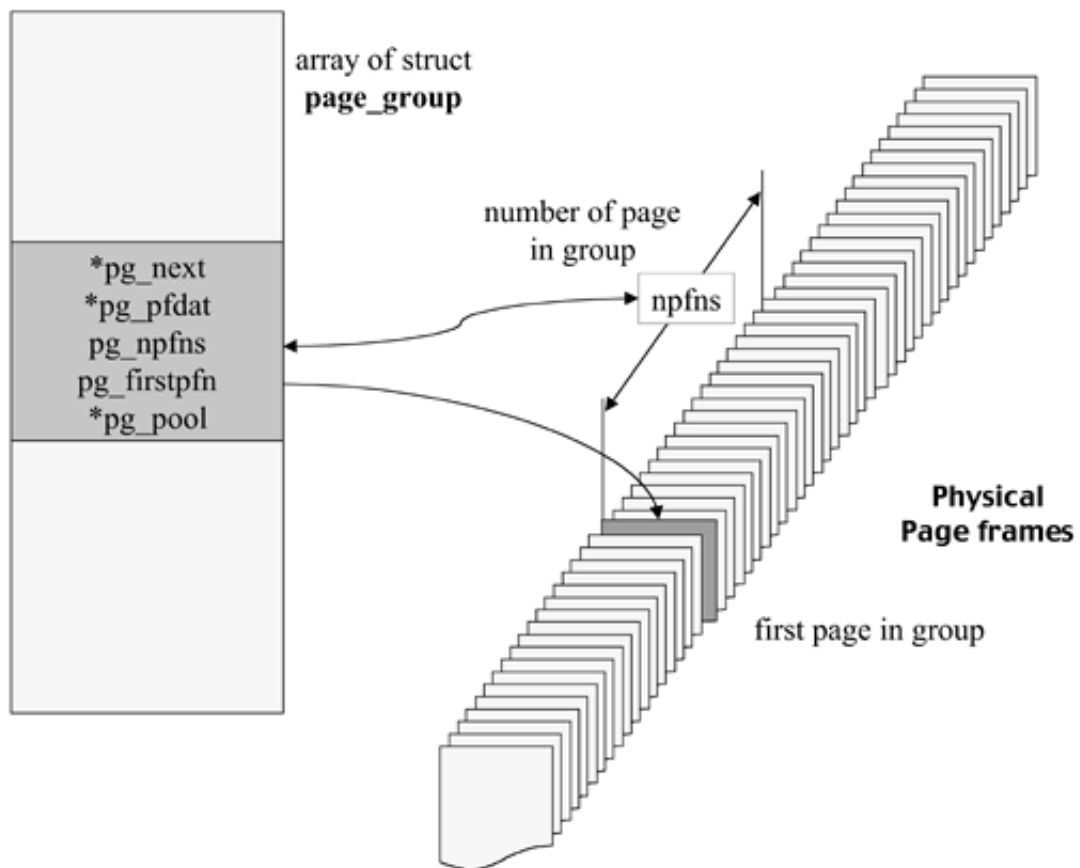 array of struct
page_group
*pg_next
*pg_pfdat
pg_npfns
pg_firstpfn
*pg_pool
number of page
in group
npfns
Physical
Page frames
first page in group